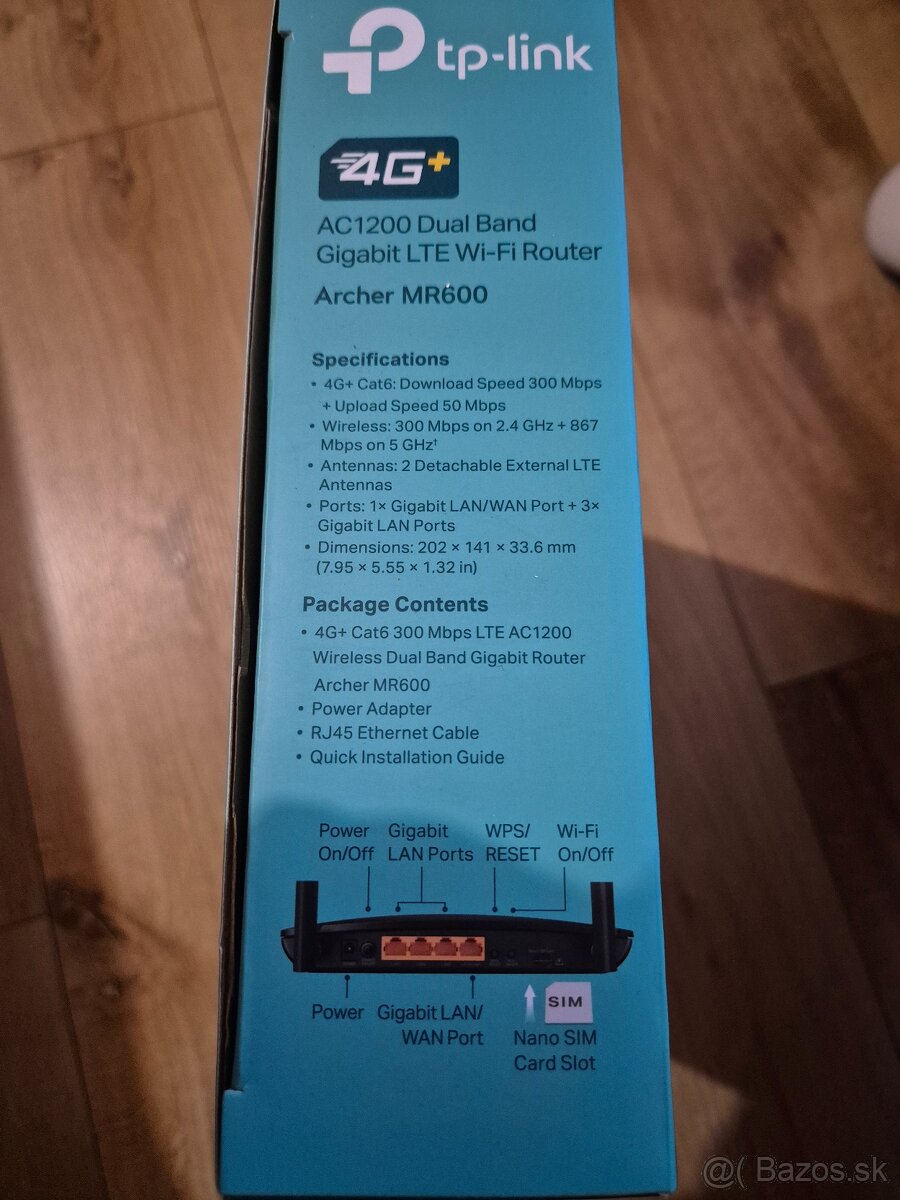 tp-link
4G+
AC1200 Dual Band
Gigabit LTE Wi-Fi Router
Archer MR600
Specifications
• 4G+ Cat6: Download Speed 300 Mbps
+ Upload Speed 50 Mbps
• Wireless: 300 Mbps on 2.4 GHz + 867
Mbps on 5 GHz†
• Antennas: 2 Detachable External LTE
Antennas
• Ports: 1× Gigabit LAN/WAN Port + 3×
Gigabit LAN Ports
• Dimensions: 202 × 141 × 33.6 mm
(7.95 × 5.55 × 1.32 in)
Package Contents
• 4G+ Cat6 300 Mbps LTE AC1200
Wireless Dual Band Gigabit Router
Archer MR600
• Power Adapter
• RJ45 Ethernet Cable
• Quick Installation Guide
Power On/Off
Gigabit LAN Ports
WPS/ RESET
Wi-Fi On/Off
Power
Gigabit LAN/ WAN Port
SIM
Nano SIM
Card Slot
@( Bazos.sk